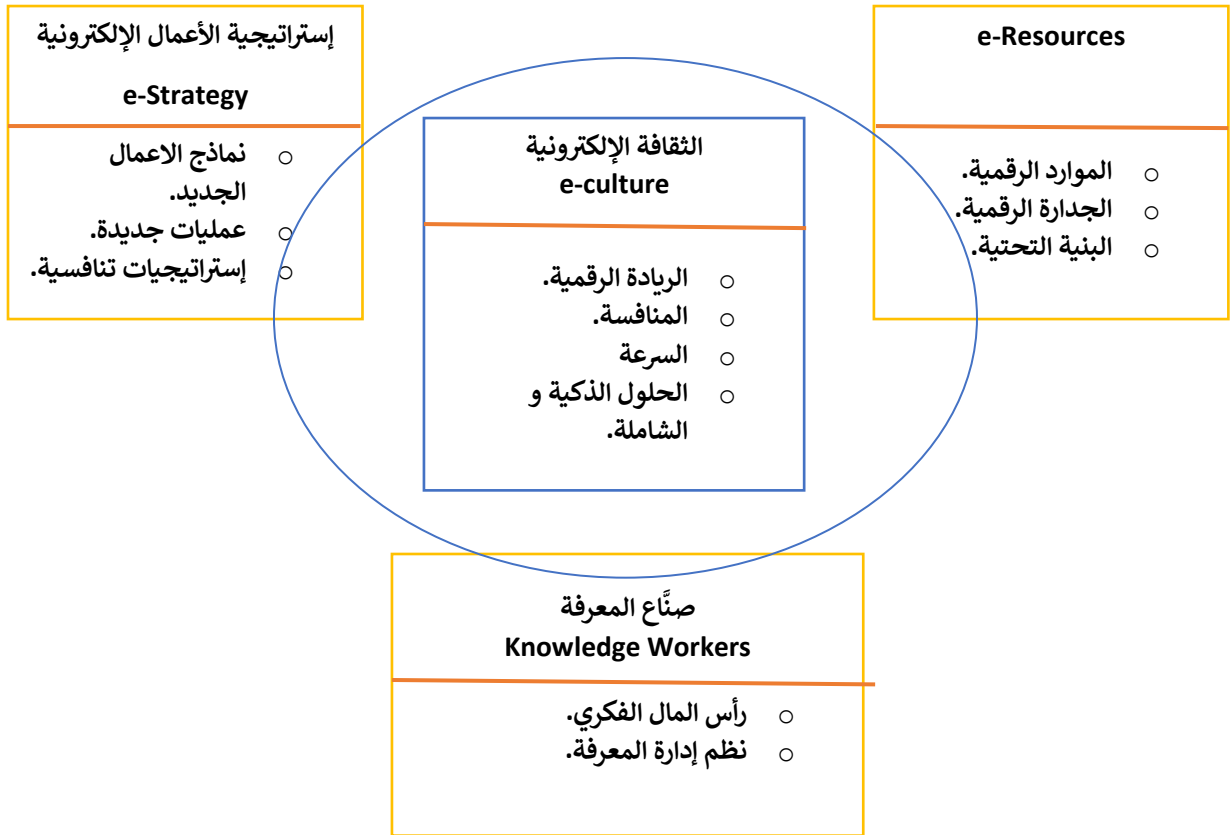 إستراتيجية الأعمال الإلكترونية
e-Strategy
○ نماذج الاعمال
الجديد.
○ عمليات جديدة.
○ إستراتيجيات تنافسية.
e-Resources
○ الموارد الرقمية.
○ الجدارة الرقمية.
○ البنية التحتية.
الثقافة الإلكترونية
e-culture
○ الريادة الرقمية.
○ المنافسة.
○ السرعة
○ الحلول الذكية و
الشاملة.
صنَّاع المعرفة
Knowledge Workers
○ رأس المال الفكري.
○ نظم إدارة المعرفة.